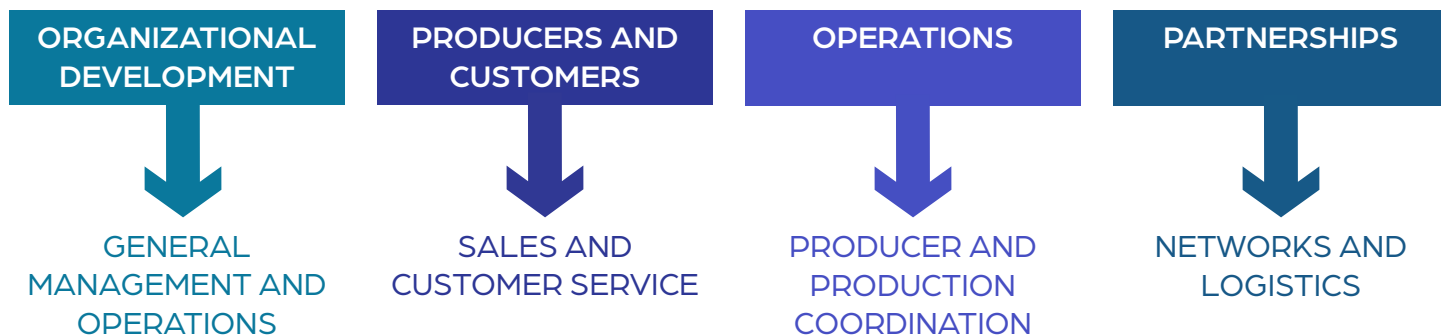 ORGANIZATIONAL
DEVELOPMENT
PRODUCERS AND
CUSTOMERS
OPERATIONS
PARTNERSHIPS
GENERAL
MANAGEMENT AND
OPERATIONS
SALES AND
CUSTOMER SERVICE
PRODUCER AND
PRODUCTION
COORDINATION
NETWORKS AND
LOGISTICS